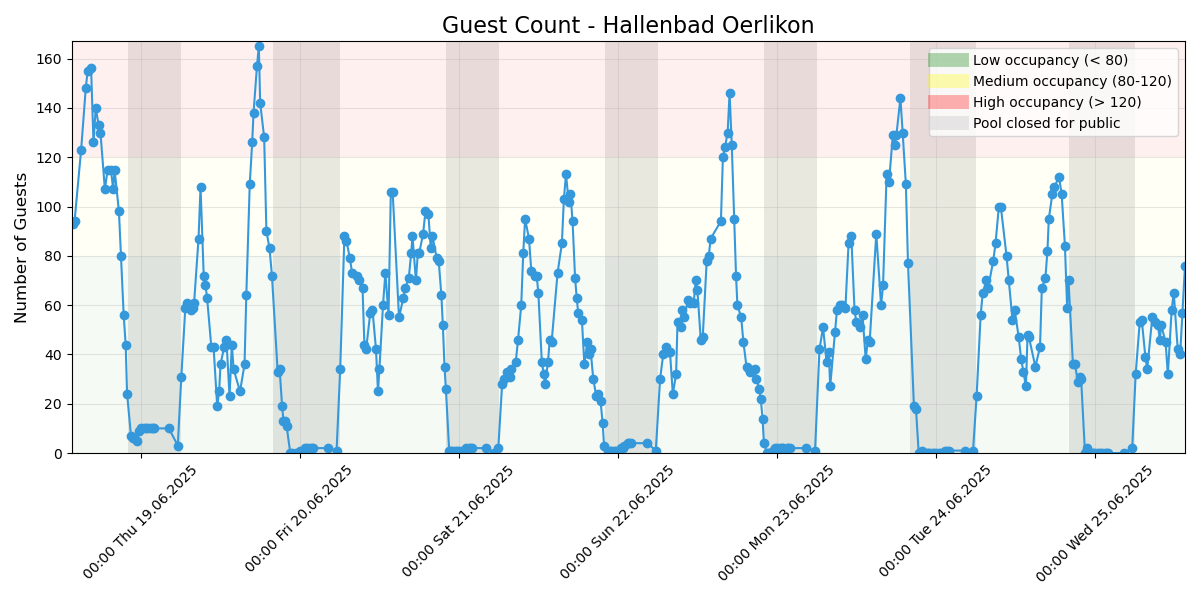 Guest Count - Hallenbad Oerlikon
Number of Guests
160
140
120
100
80
60
40
20
0
Low occupancy (< 80)
Medium occupancy (80-120)
High occupancy (> 120)
Pool closed for public
00:00 Thu 19.06.2025
00:00 Fri 20.06.2025
00:00 Sat 21.06.2025
00:00 Sun 22.06.2025
00:00 Mon 23.06.2025
00:00 Tue 24.06.2025
00:00 Wed 25.06.2025